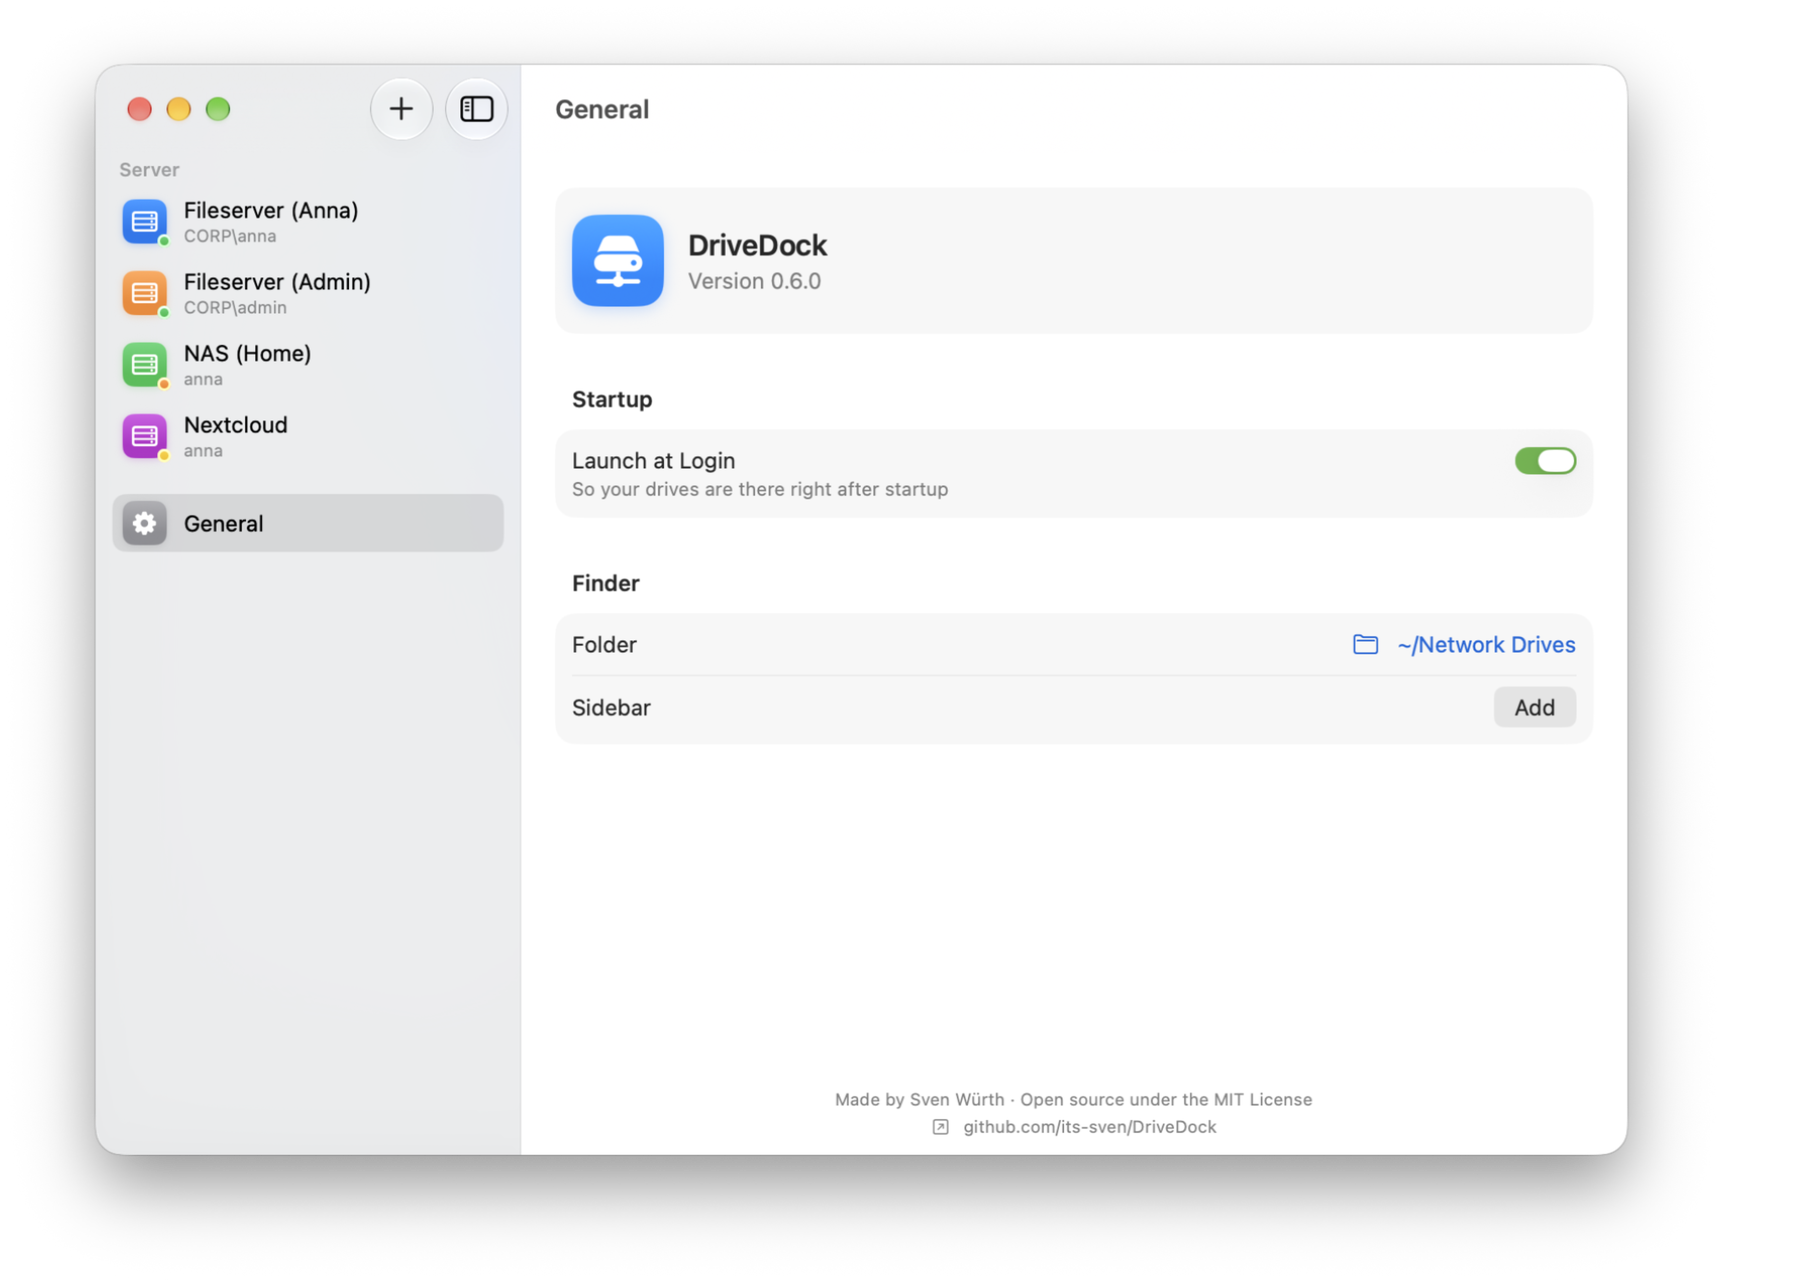 General
Server
Fileserver (Anna)
CORP\anna
Fileserver (Admin)
CORP\admin
NAS (Home)
anna
Nextcloud
anna
General
DriveDock
Version 0.6.0
Startup
Launch at Login
So your drives are there right after startup
Finder
Folder ~/Network Drives
Sidebar Add
Made by Sven Würth · Open source under the MIT License
github.com/its-sven/DriveDock